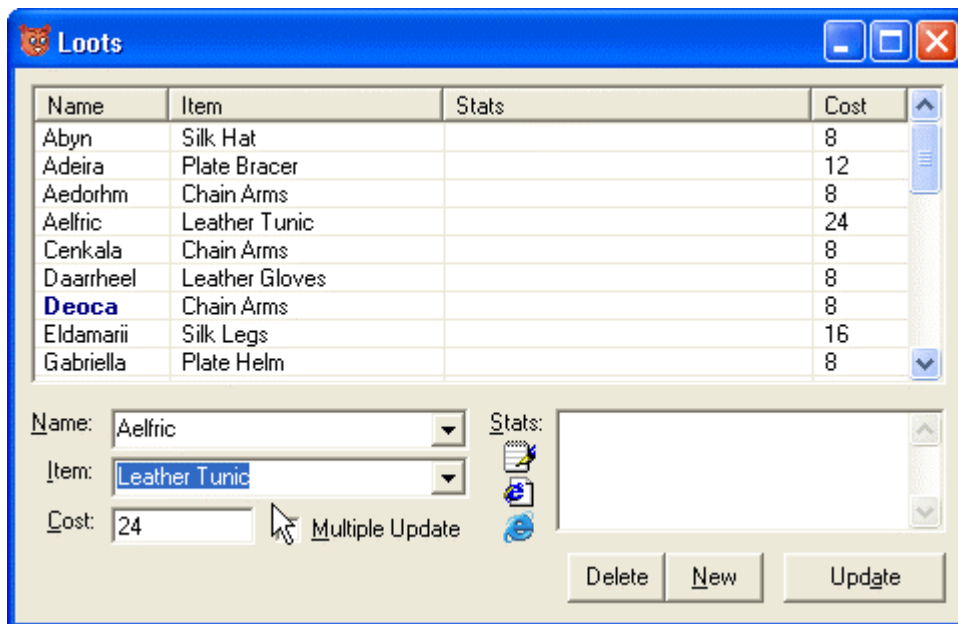 Loots
Name Item Stats Cost
Abyn Silk Hat 8
Adeira Plate Bracer 12
Aedorhm Chain Arms 8
Aelfric Leather Tunic 24
Cenkala Chain Arms 8
Daarrheel Leather Gloves 8
Deoca Chain Arms 8
Eldamarii Silk Legs 16
Gabriella Plate Helm 8
Name: Aelfric Stats:
Item: Leather Tunic
Cost: 24 Multiple Update
Delete New Update